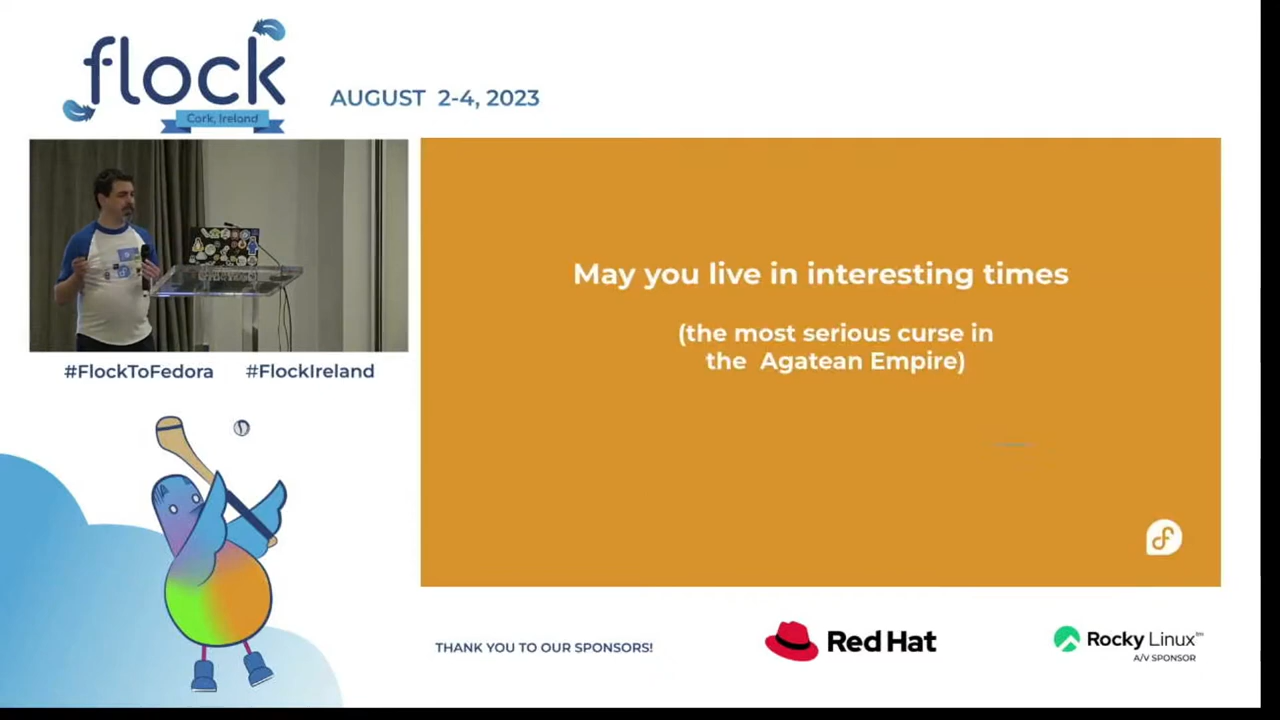 flock
Cork, Ireland
AUGUST 2-4, 2023
May you live in interesting times
(the most serious curse in
the Agatean Empire)
#FlockToFedora
#FlockIreland
THANK YOU TO OUR SPONSORS!
Red Hat
Rocky Linux™
A/V SPONSOR